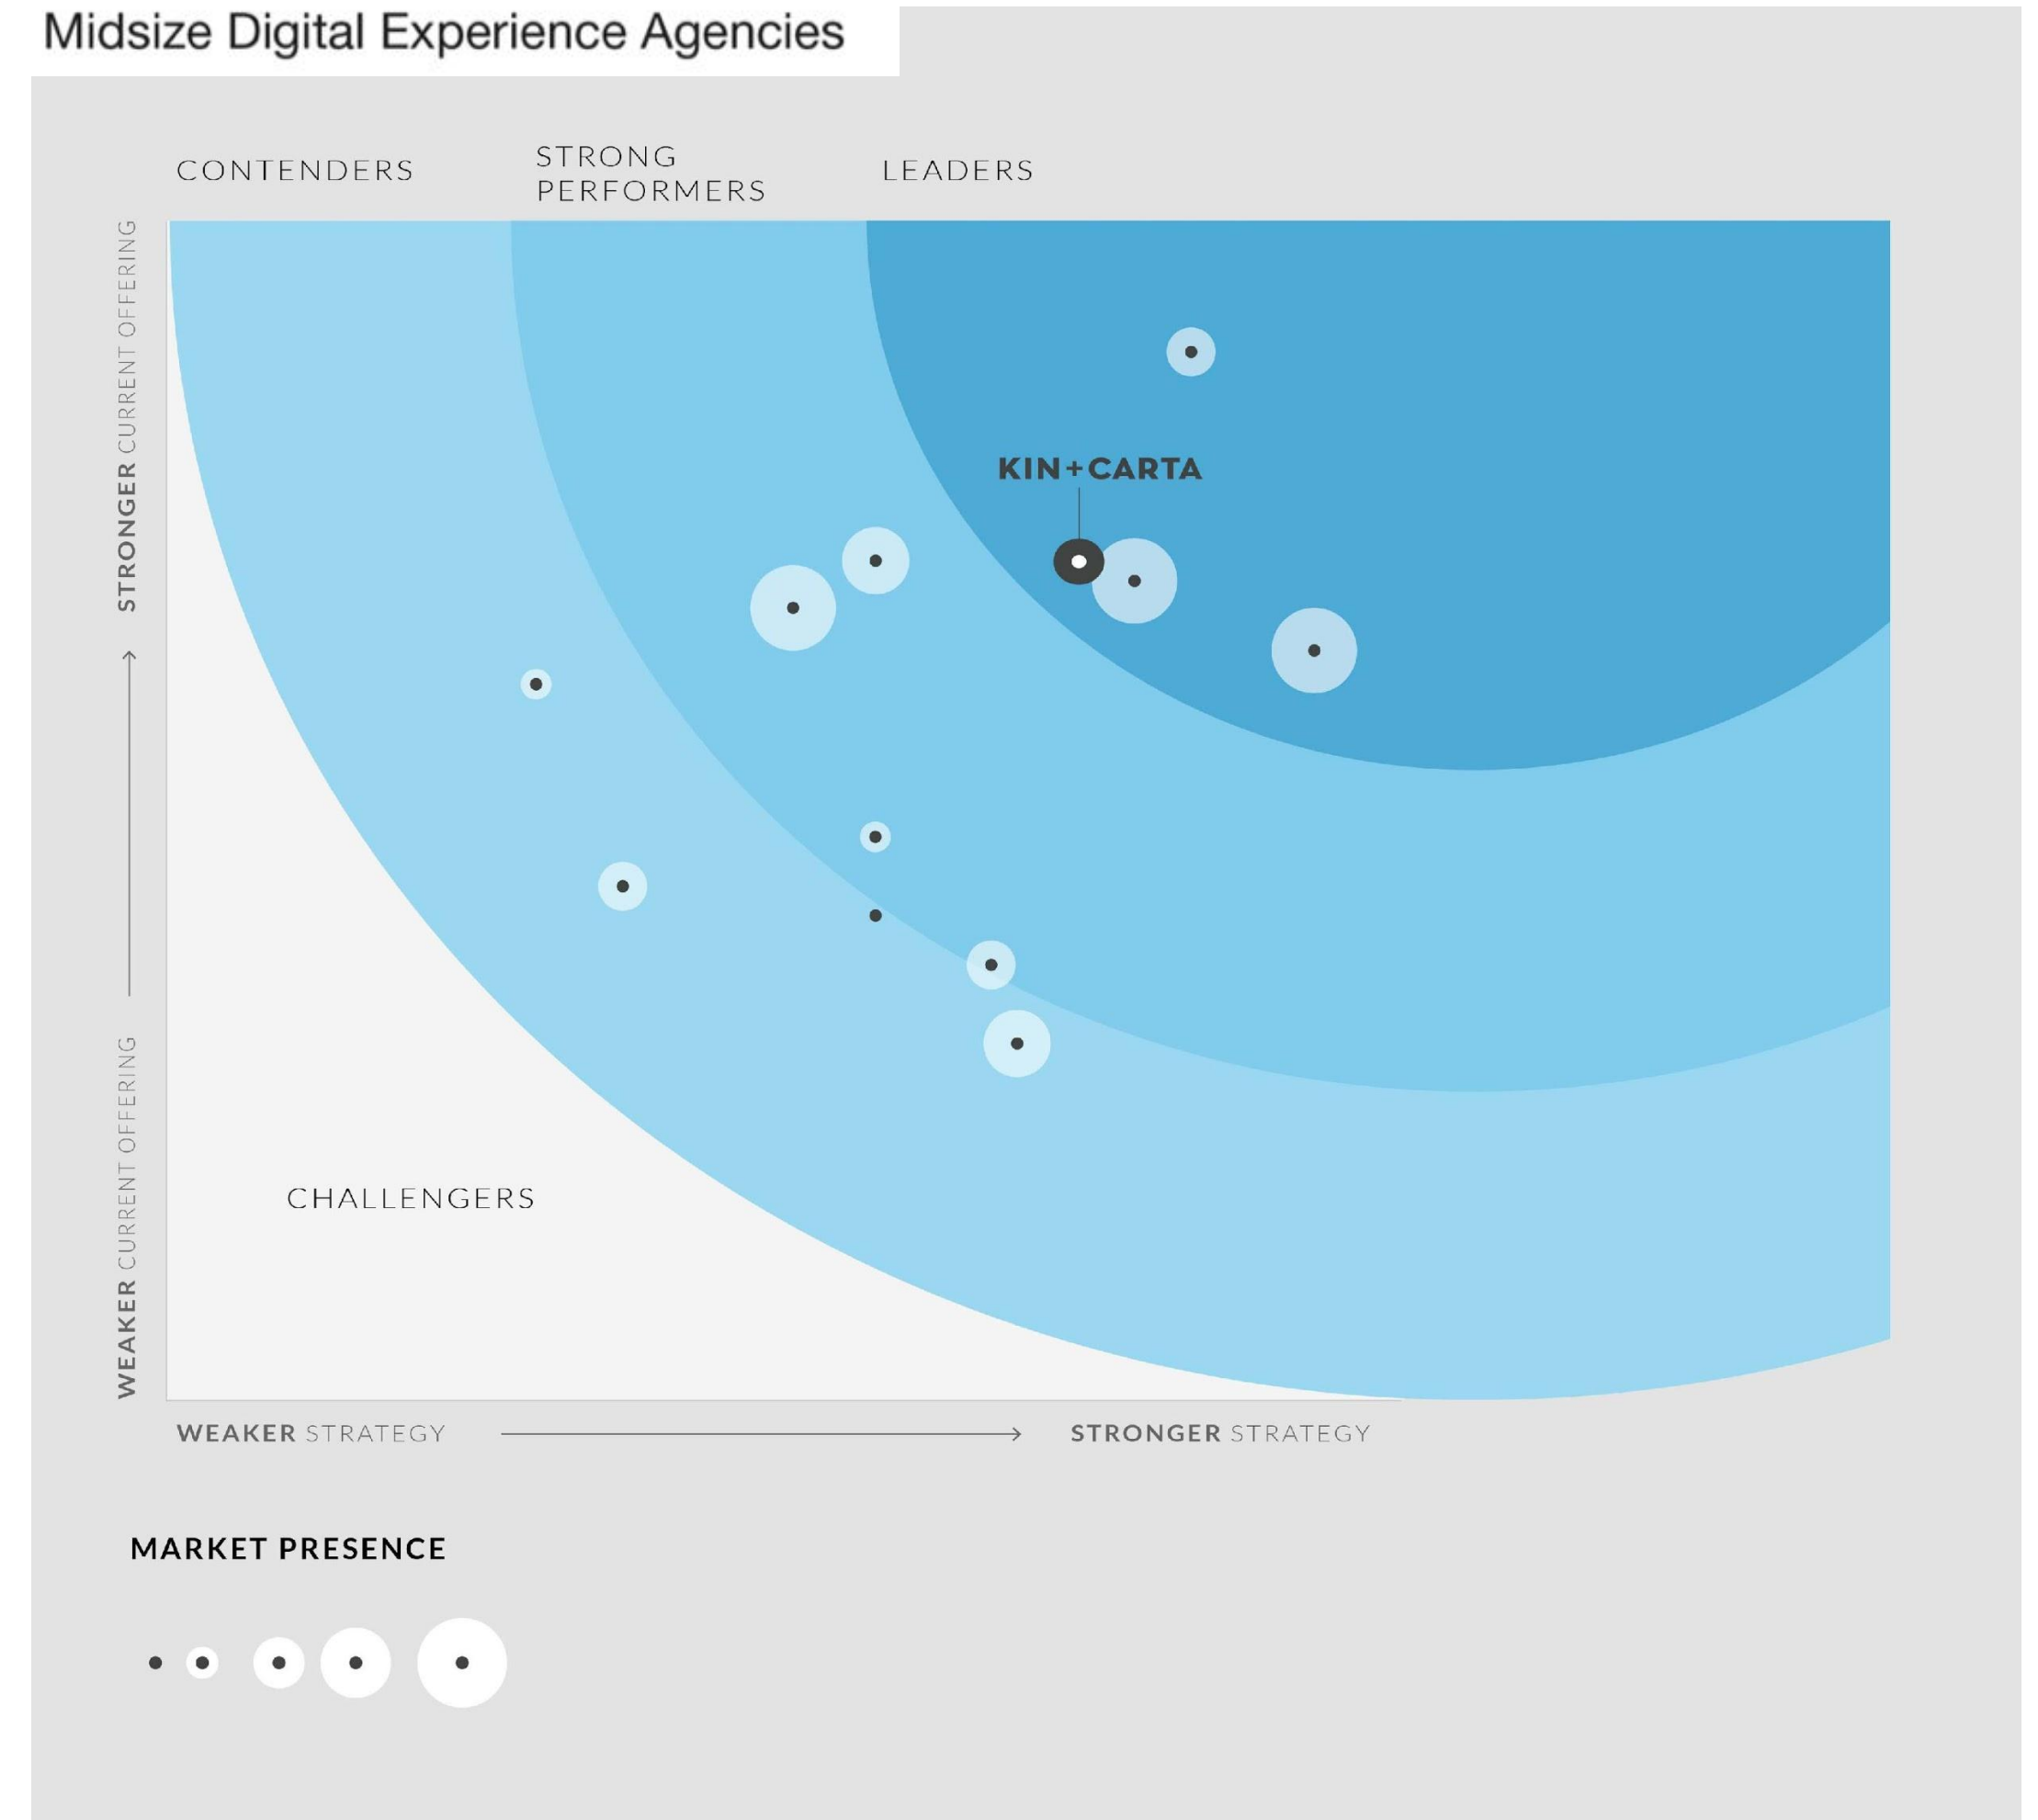 Midsize Digital Experience Agencies
CONTENDERS
STRONG
PERFORMERS
LEADERS
STRONGER CURRENT OFFERING
KIN+CARTA
WEAKER CURRENT OFFERING
CHALLENGERS
WEAKER STRATEGY
STRONGER STRATEGY
MARKET PRESENCE